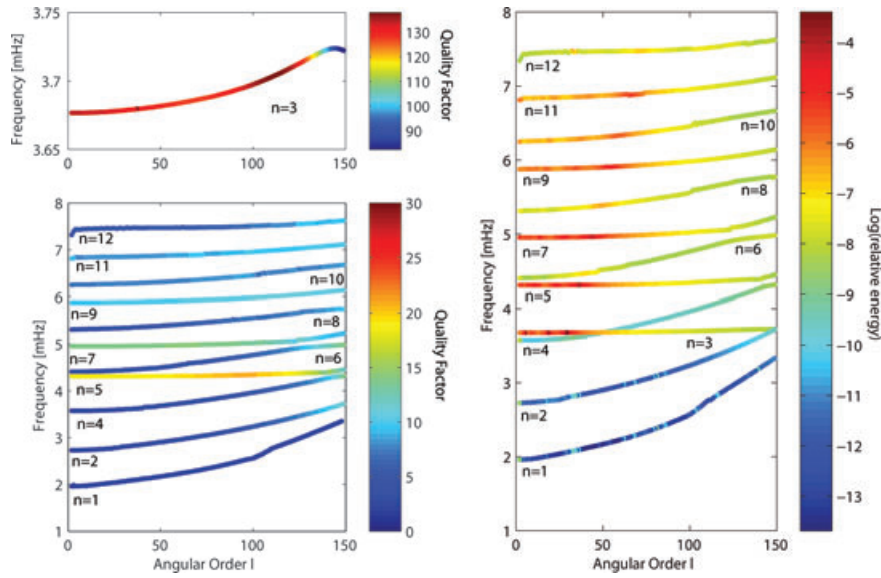 3.75
3.7
3.65
Frequency [mHz]
n=3
0
50
100
150
130
120
110
100
90
Quality Factor
8
7
6
5
4
3
2
1
Frequency [mHz]
n=12
n=11
n=10
n=9
n=8
n=7
n=6
n=5
n=4
n=2
n=1
0
50
100
150
Angular Order l
30
25
20
15
10
5
0
Quality Factor
8
7
6
5
4
3
2
1
Frequency [mHz]
n=12
n=11
n=10
n=9
n=8
n=7
n=6
n=5
n=3
n=4
n=2
n=1
0
50
100
150
Angular Order l
−4
−5
−6
−7
−8
−9
−10
−11
−12
−13
Log(relative energy)